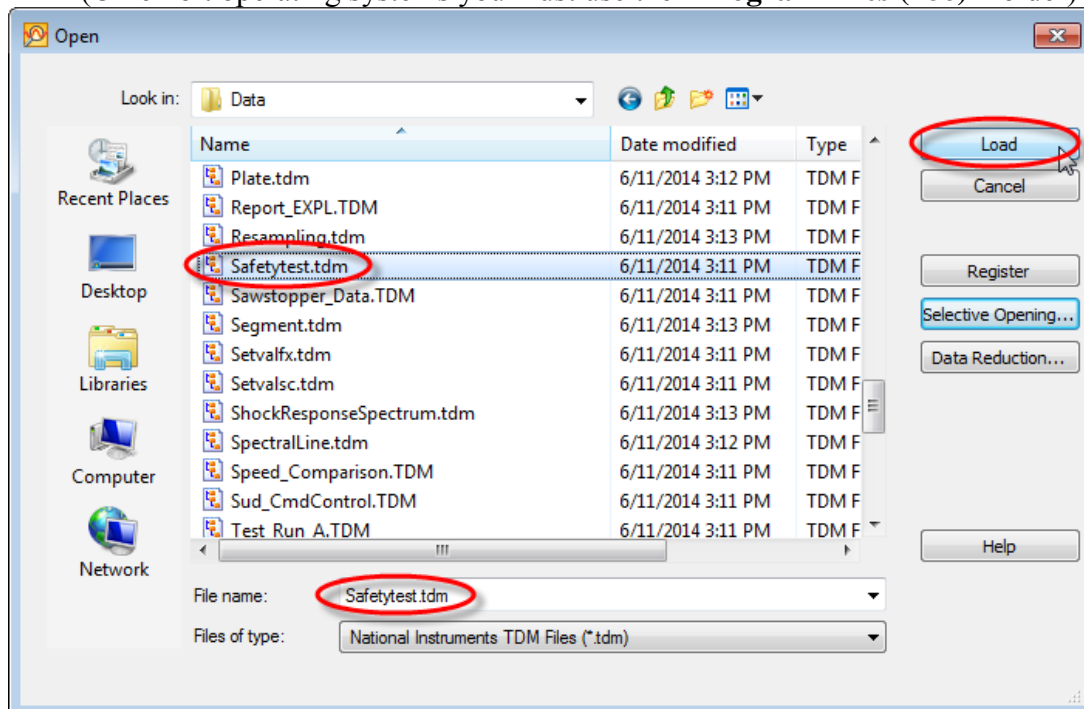 Open
Look in: Data
Name Date modified Type
Plate.tdm 6/11/2014 3:12 PM TDM F
Report_EXPL.TDM 6/11/2014 3:11 PM TDM F
Resampling.tdm 6/11/2014 3:13 PM TDM F
Safetytest.tdm 6/11/2014 3:11 PM TDM F
Sawstopper_Data.TDM 6/11/2014 3:11 PM TDM F
Segment.tdm 6/11/2014 3:13 PM TDM F
Setvalfx.tdm 6/11/2014 3:11 PM TDM F
Setvalsc.tdm 6/11/2014 3:11 PM TDM F
ShockResponseSpectrum.tdm 6/11/2014 3:13 PM TDM F
SpectralLine.tdm 6/11/2014 3:12 PM TDM F
Speed_Comparison.TDM 6/11/2014 3:11 PM TDM F
Sud_CmdControl.TDM 6/11/2014 3:11 PM TDM F
Test_Run_A.TDM 6/11/2014 3:11 PM TDM F
Recent Places
Desktop
Libraries
Computer
Network
File name: Safetytest.tdm
Files of type: National Instruments TDM Files (*.tdm)
Load
Cancel
Register
Selective Opening...
Data Reduction...
Help